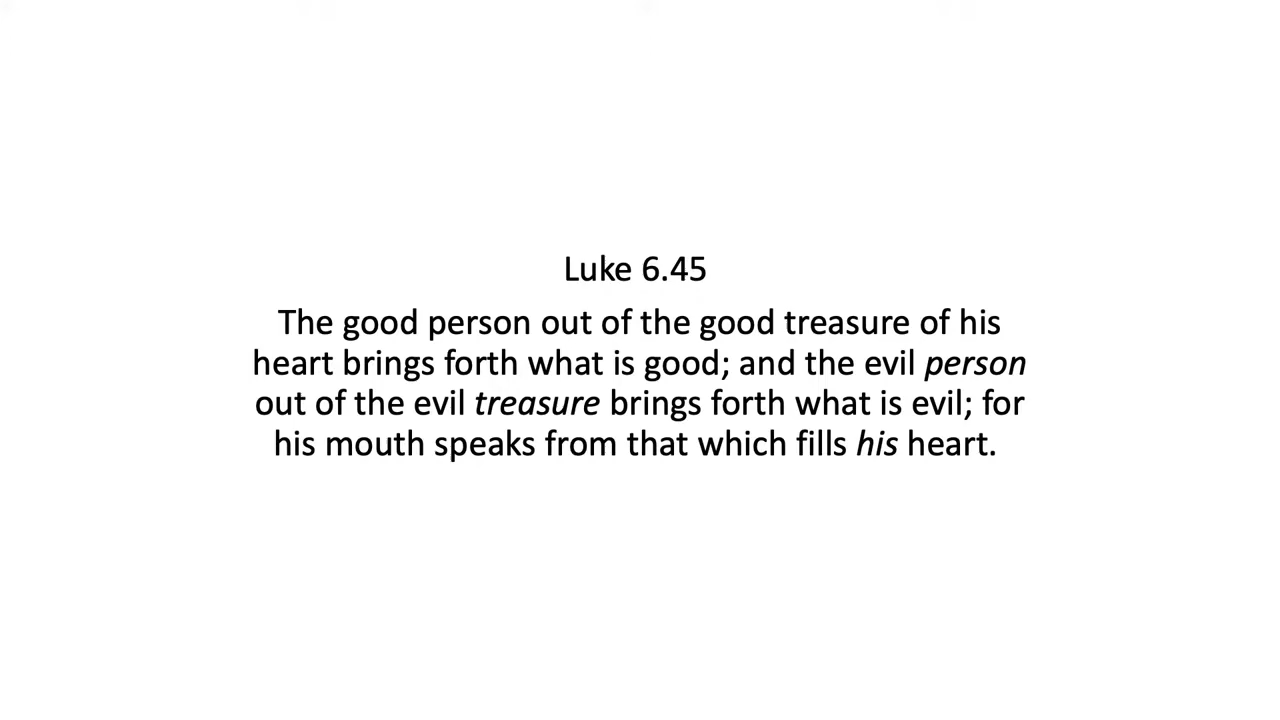 Luke 6.45
The good person out of the good treasure of his
heart brings forth what is good; and the evil person
out of the evil treasure brings forth what is evil; for
his mouth speaks from that which fills his heart.